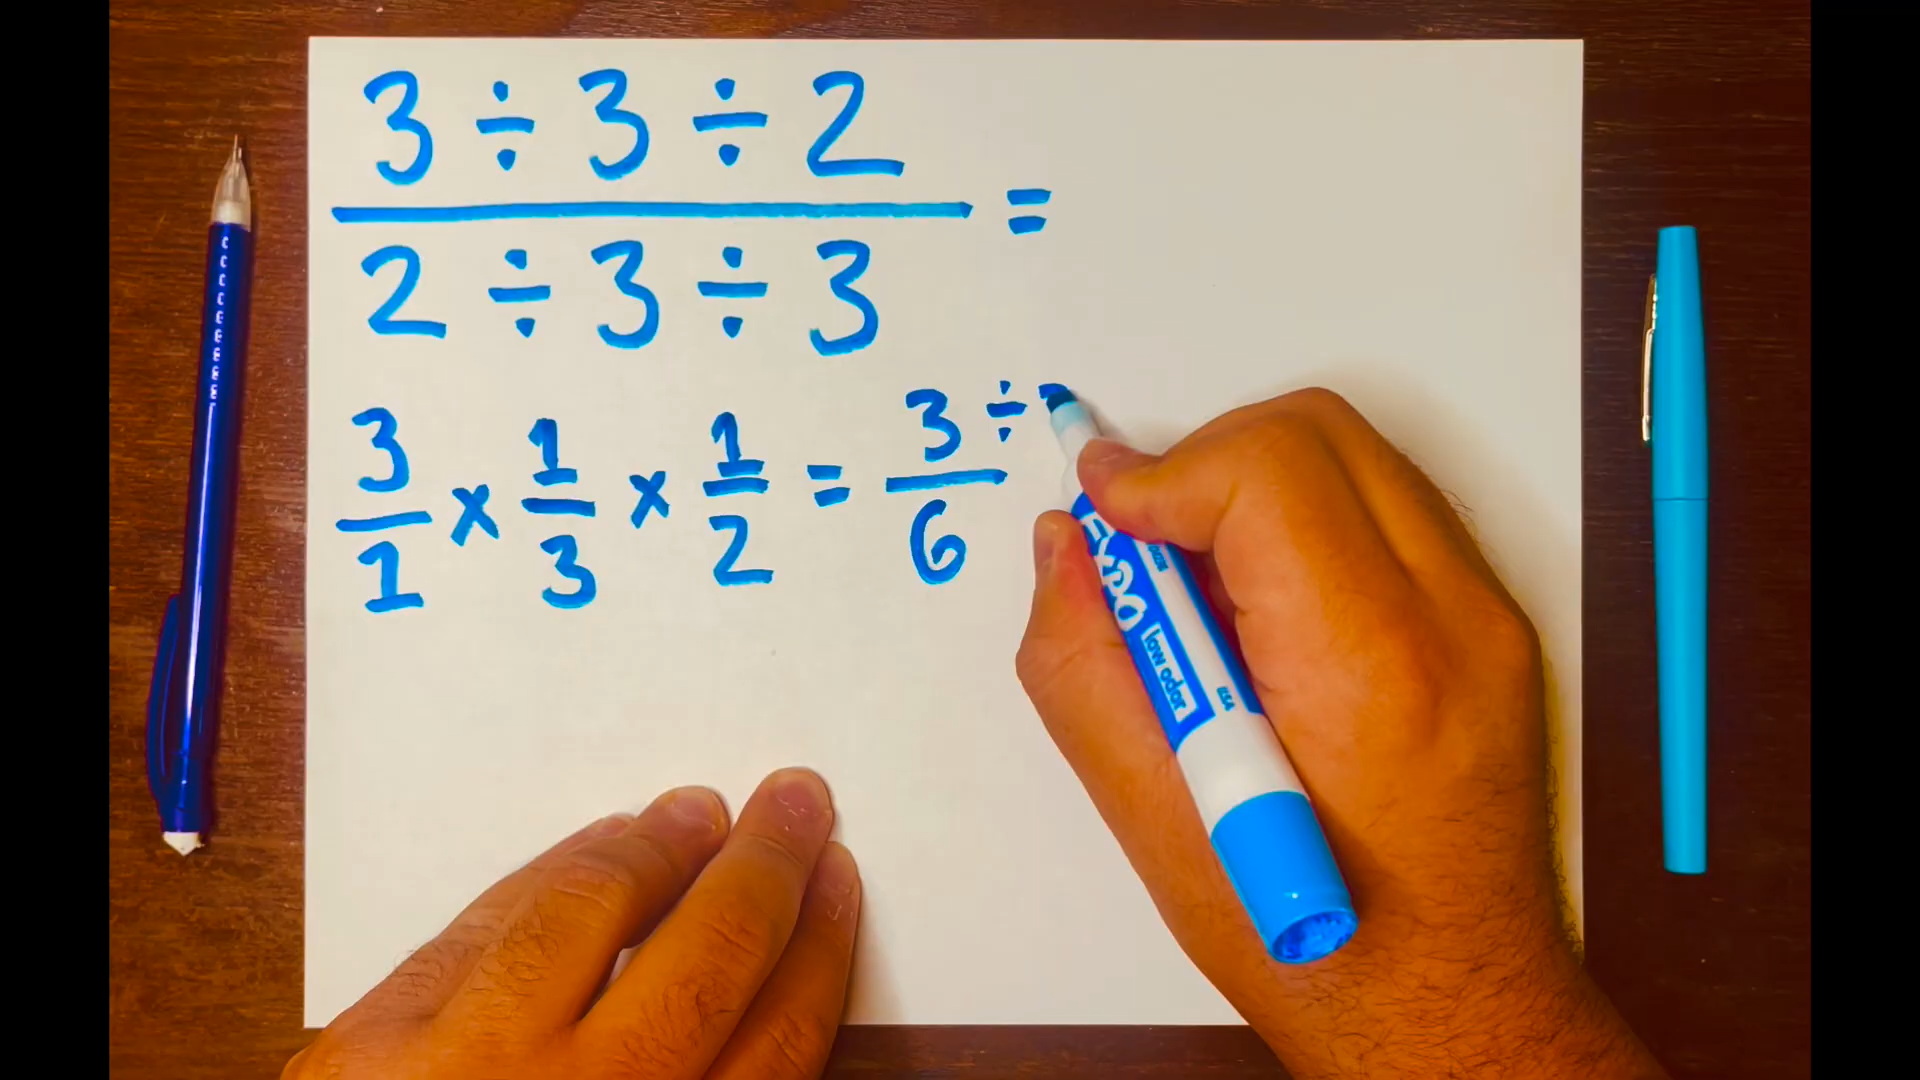 3 ÷ 3 ÷ 2
=
2 ÷ 3 ÷ 3
3/1 × 1/3 × 1/2 = 3/6 ÷
EXPO
low odor